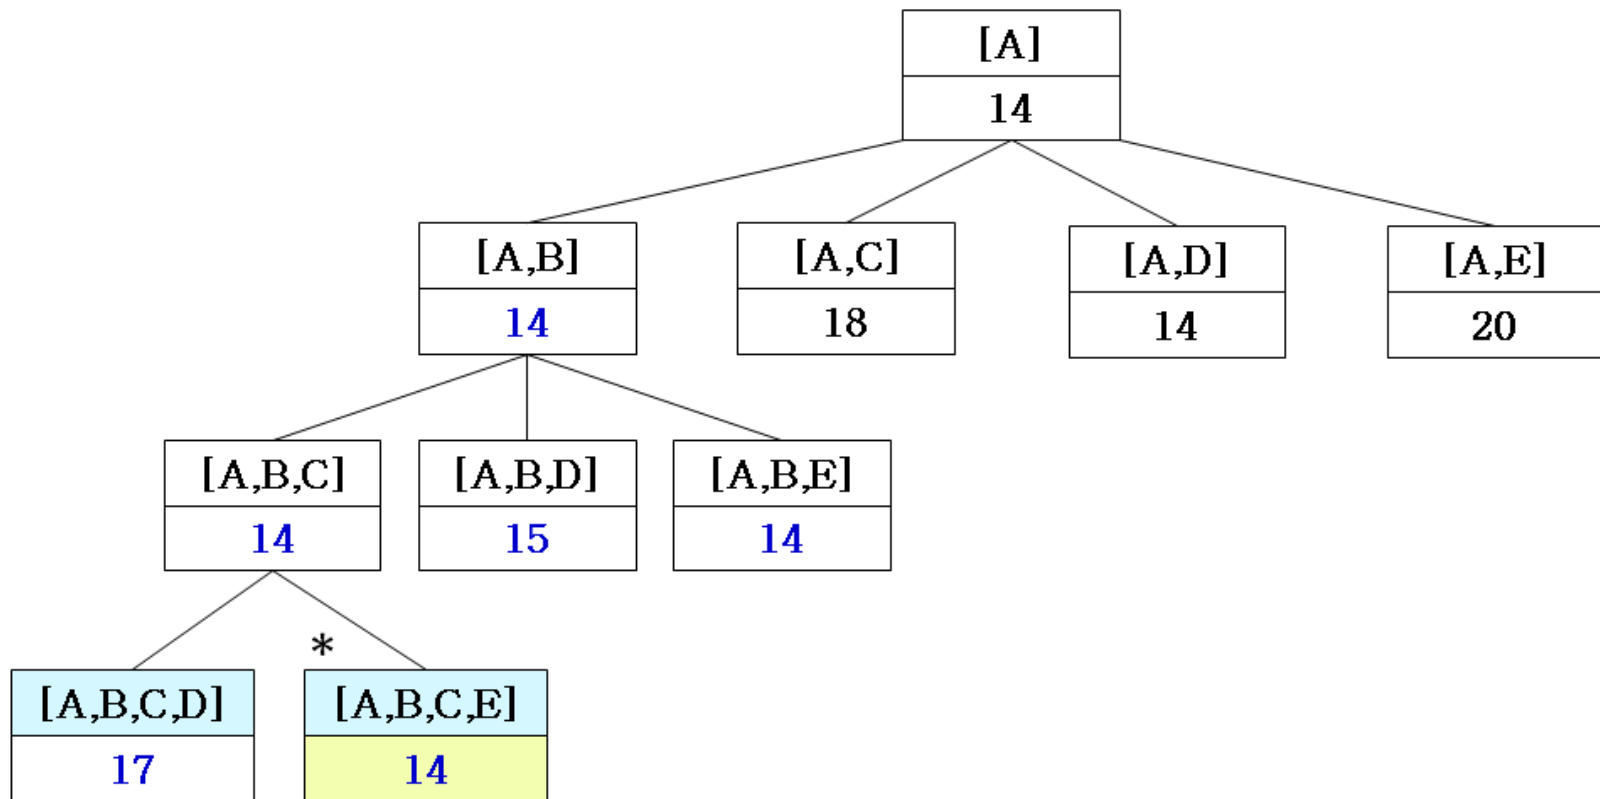 [A]
14
[A,B]
14
[A,C]
18
[A,D]
14
[A,E]
20
[A,B,C]
14
[A,B,D]
15
[A,B,E]
14
*
[A,B,C,D]
17
[A,B,C,E]
14